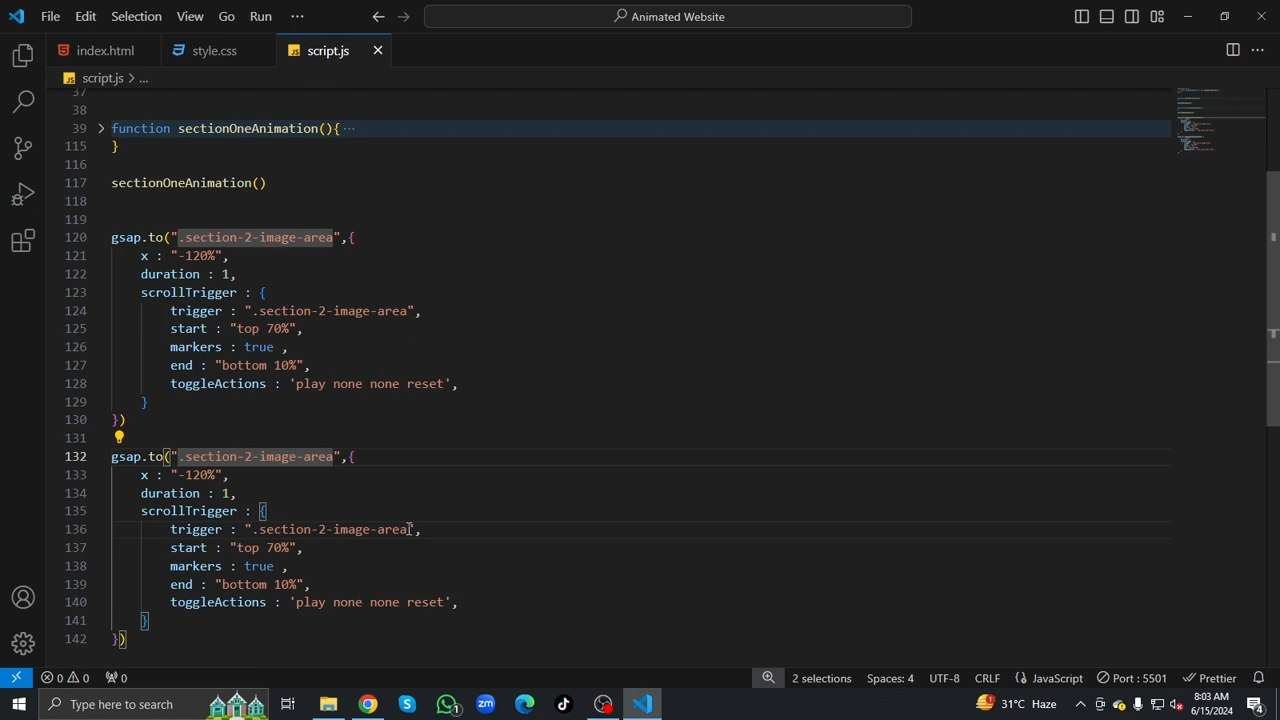 File Edit Selection View Go Run ··· Animated Website
index.html style.css script.js
script.js > ...
37
38
39 function sectionOneAnimation(){ ···
115 }
116
117 sectionOneAnimation()
118
119
120 gsap.to(".section-2-image-area",{
121 x : "-120%",
122 duration : 1,
123 scrollTrigger : {
124 trigger : ".section-2-image-area",
125 start : "top 70%",
126 markers : true ,
127 end : "bottom 10%",
128 toggleActions : 'play none none reset',
129 }
130 })
131
132 gsap.to(".section-2-image-area",{
133 x : "-120%",
134 duration : 1,
135 scrollTrigger : {
136 trigger : ".section-2-image-area",
137 start : "top 70%",
138 markers : true ,
139 end : "bottom 10%",
140 toggleActions : 'play none none reset',
141 }
142 })
0 0 0 2 selections Spaces: 4 UTF-8 CRLF {} JavaScript Port : 5501 Prettier
Type here to search 1 31°C Haze 8:03 AM
6/15/2024 4